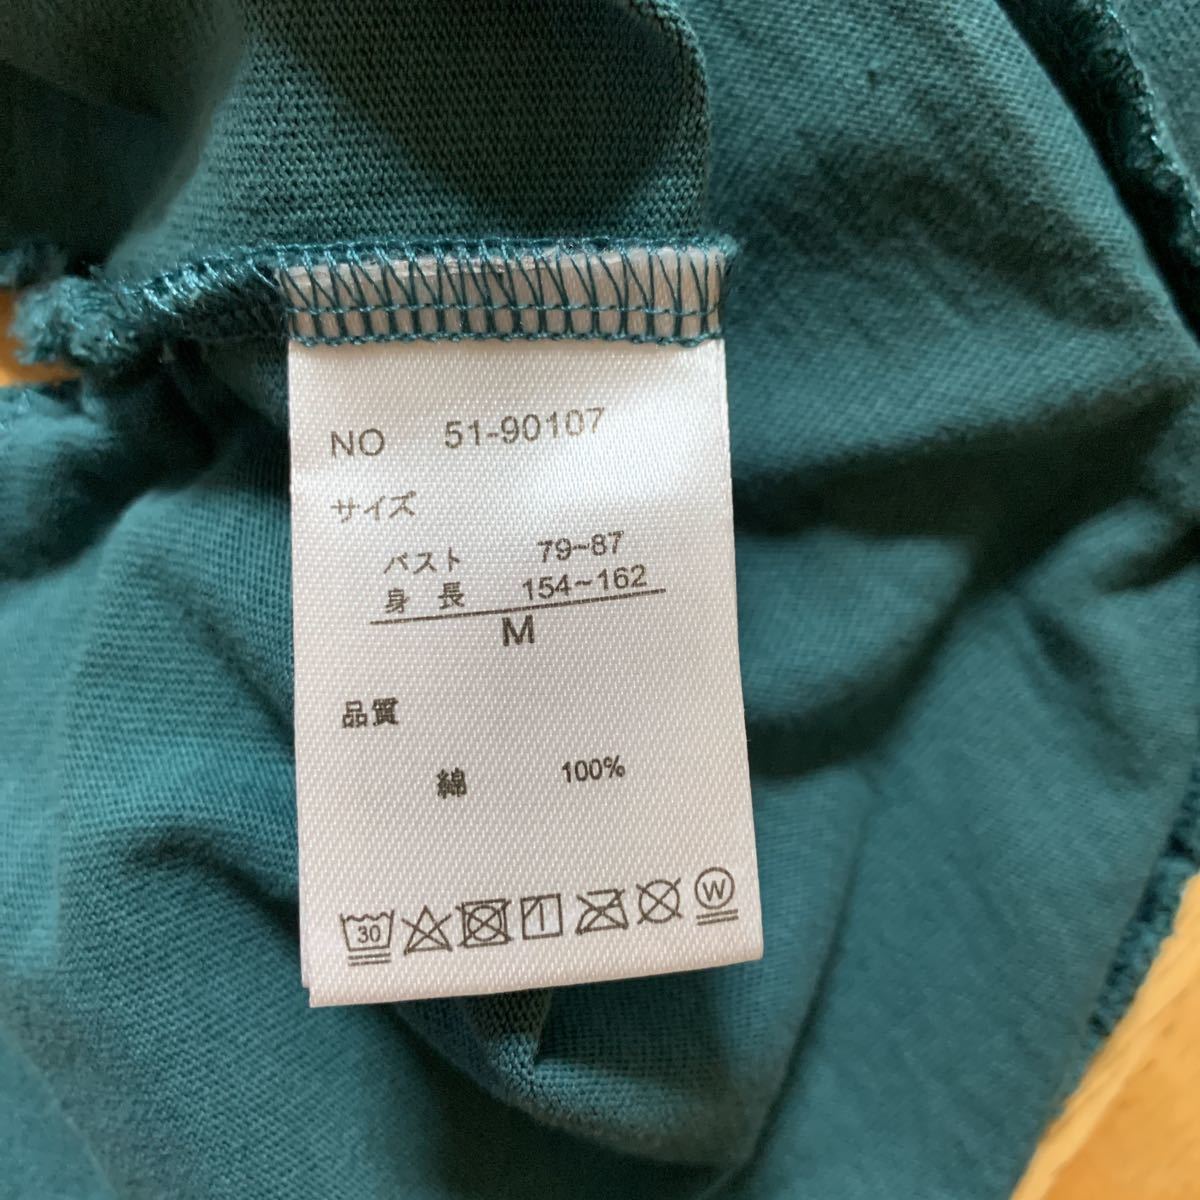 NO 51-90107
サイズ
バスト 79~87
身 長 154~162
M
品質
綿 100%
30 W